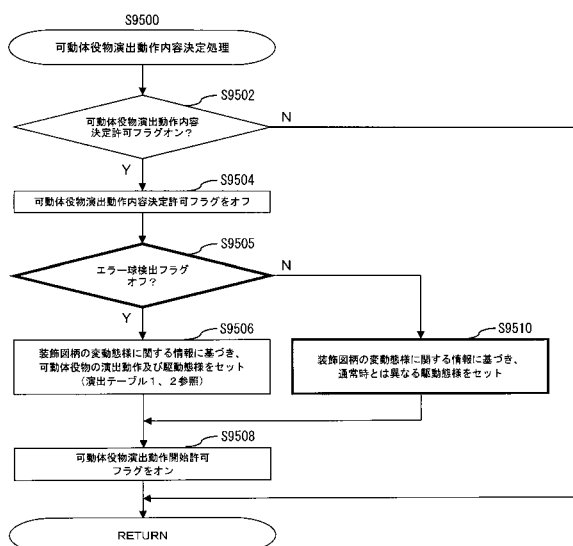 S9500
可動体役物演出動作内容決定処理
S9502
可動体役物演出動作内容
決定許可フラグオン?
N
Y
S9504
可動体役物演出動作内容決定許可フラグをオフ
S9505
エラー球検出フラグ
オフ?
N
Y
S9506
装飾図柄の変動態様に関する情報に基づき、
可動体役物の演出動作及び駆動態様をセット
(演出テーブル1、2参照)
S9510
装飾図柄の変動態様に関する情報に基づき、
通常時とは異なる駆動態様をセット
S9508
可動体役物演出動作開始許可
フラグをオン
RETURN